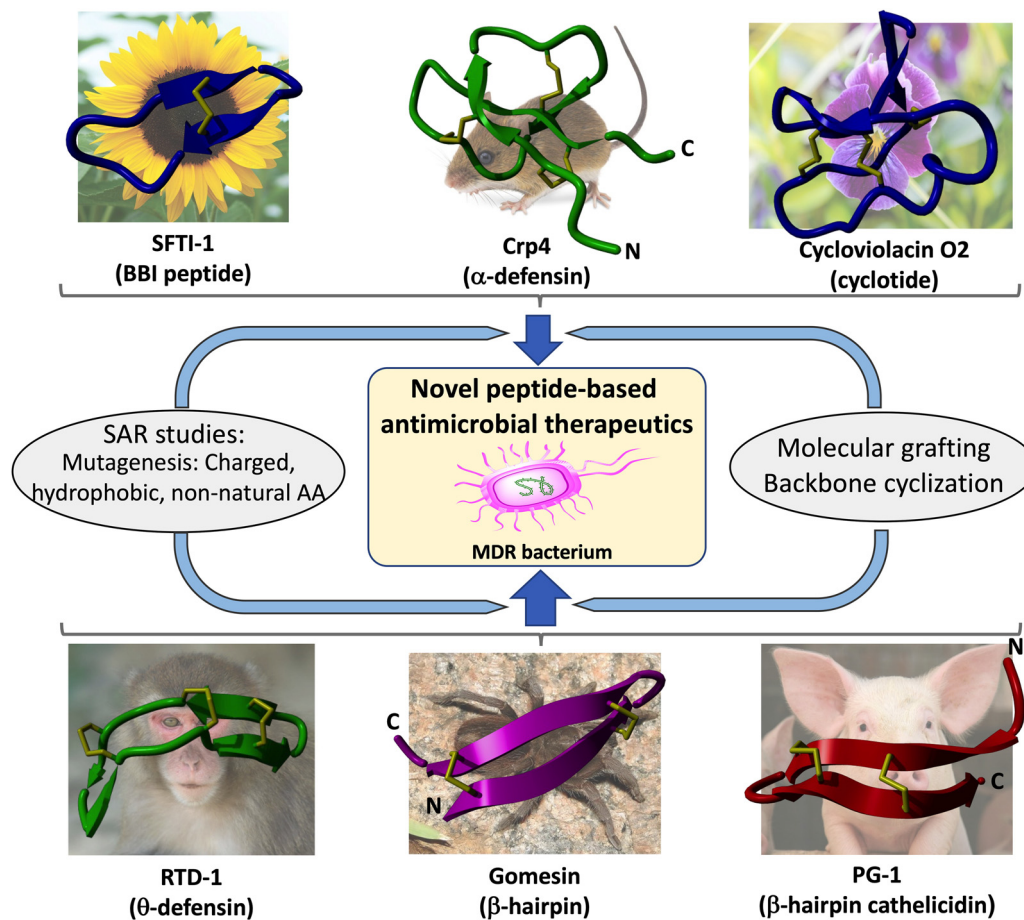 SFTI-1
(BBI peptide)
C
N
Crp4
(α-defensin)
Cycloviolacin O2
(cyclotide)
Novel peptide-based
antimicrobial therapeutics
MDR bacterium
SAR studies:
Mutagenesis: Charged,
hydrophobic, non-natural AA
Molecular grafting
Backbone cyclization
RTD-1
(θ-defensin)
C
N
Gomesin
(β-hairpin)
N
C
PG-1
(β-hairpin cathelicidin)